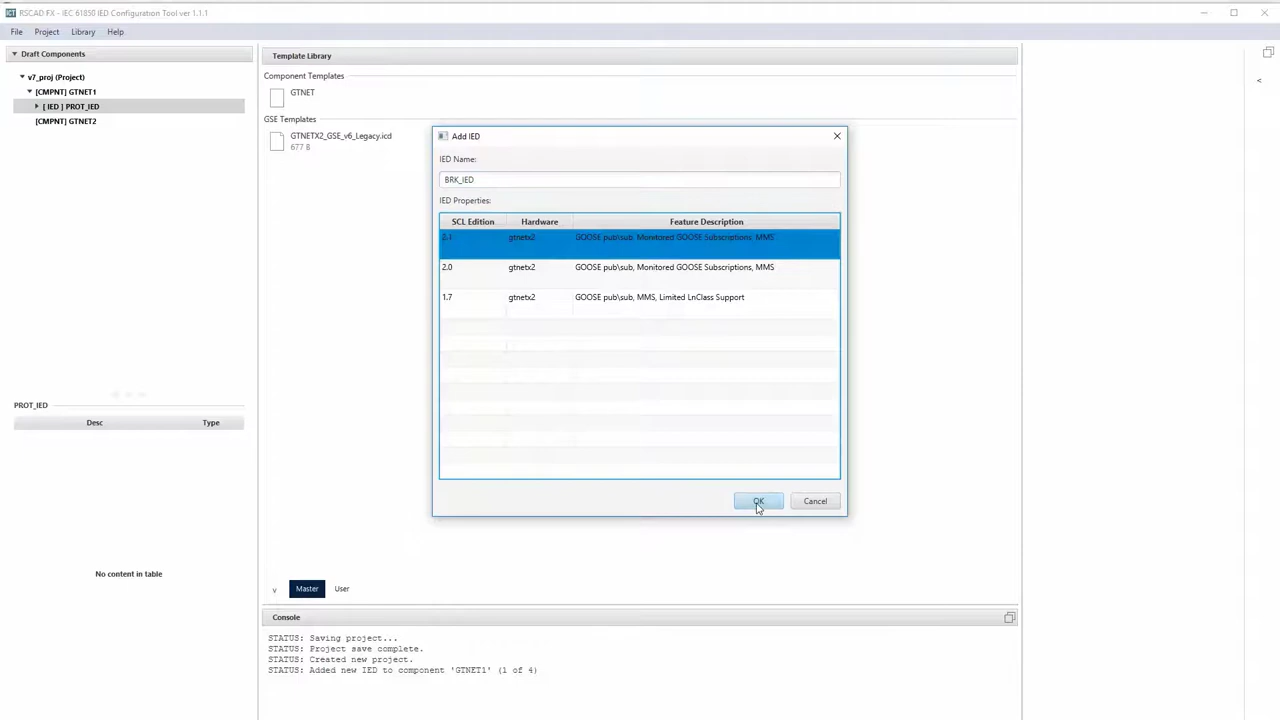 RSCAD FX - IEC 61850 IED Configuration Tool ver 1.1.1
File Project Library Help
Draft Components
v7_proj (Project)
[CMPNT] GTNET1
[ IED ] PROT_IED
[CMPNT] GTNET2
PROT_IED
Desc Type
No content in table
Template Library
Component Templates
GTNET
GSE Templates
GTNETX2_GSE_v6_Legacy.icd
677 B
Add IED
IED Name:
BRK_IED
IED Properties:
SCL Edition Hardware Feature Description
gtnetx2 GOOSE pub\sub, Monitored GOOSE Subscriptions, MMS
2.0 gtnetx2 GOOSE pub\sub, Monitored GOOSE Subscriptions, MMS
1.7 gtnetx2 GOOSE pub\sub, MMS, Limited LnClass Support
OK Cancel
v Master User
Console
STATUS: Saving project...
STATUS: Project save complete.
STATUS: Created new project.
STATUS: Added new IED to component 'GTNET1' (1 of 4)